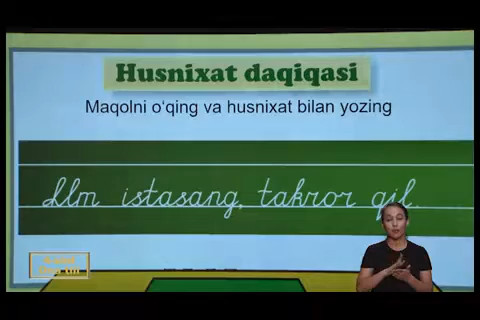 Husnixat daqiqasi
Maqolni o‘qing va husnixat bilan yozing
Ilm istasang, takror qil.